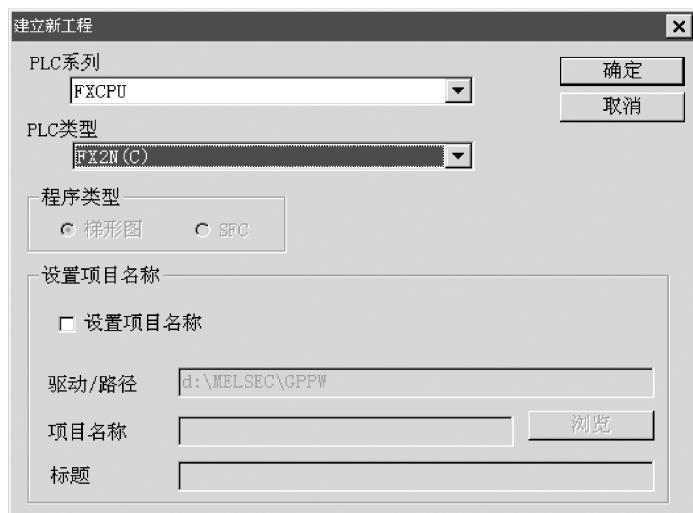 建立新工程
PLC系列
确定
FXCPU
取消
PLC类型
FX2N(C)
程序类型
梯形图 SFC
设置项目名称
设置项目名称
驱动/路径 d:\MELSEC\GPPW
项目名称 浏览
标题